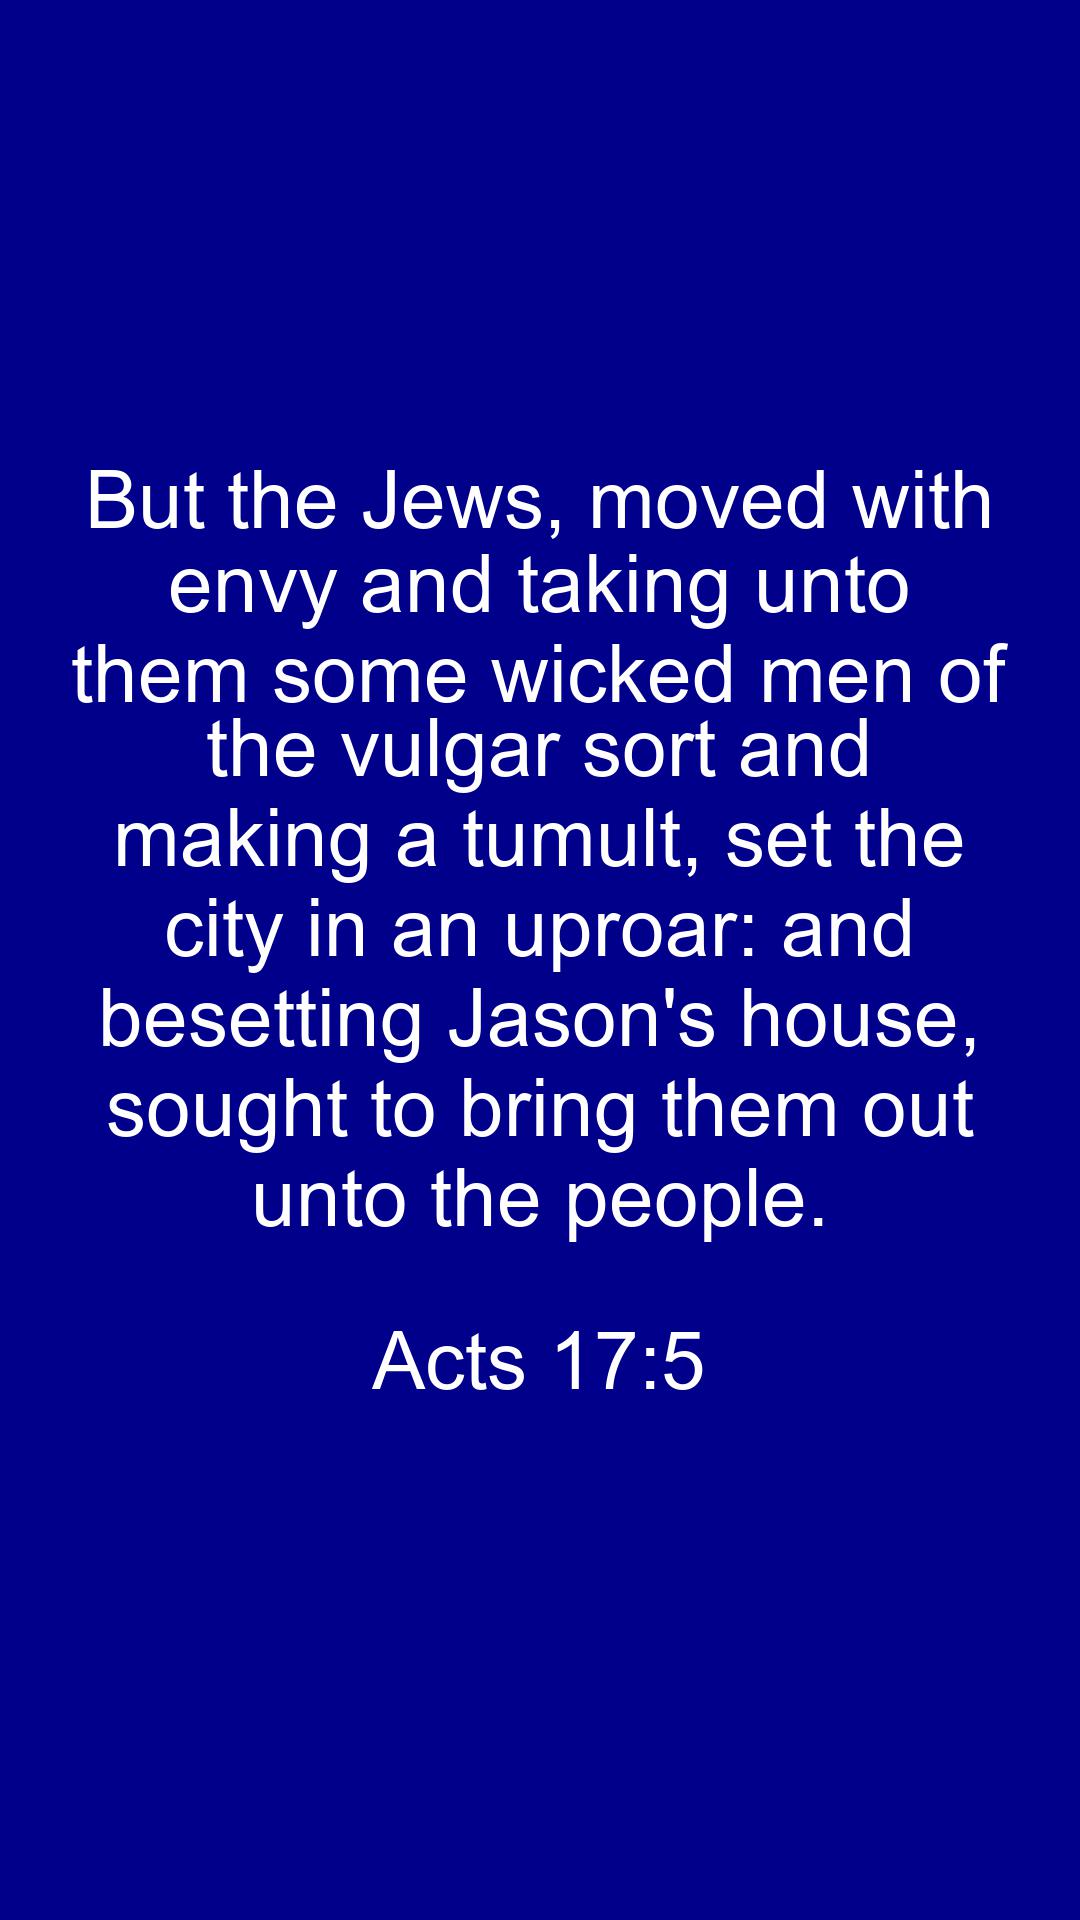 But the Jews, moved with
envy and taking unto
them some wicked men of
the vulgar sort and
making a tumult, set the
city in an uproar: and
besetting Jason's house,
sought to bring them out
unto the people.
Acts 17:5